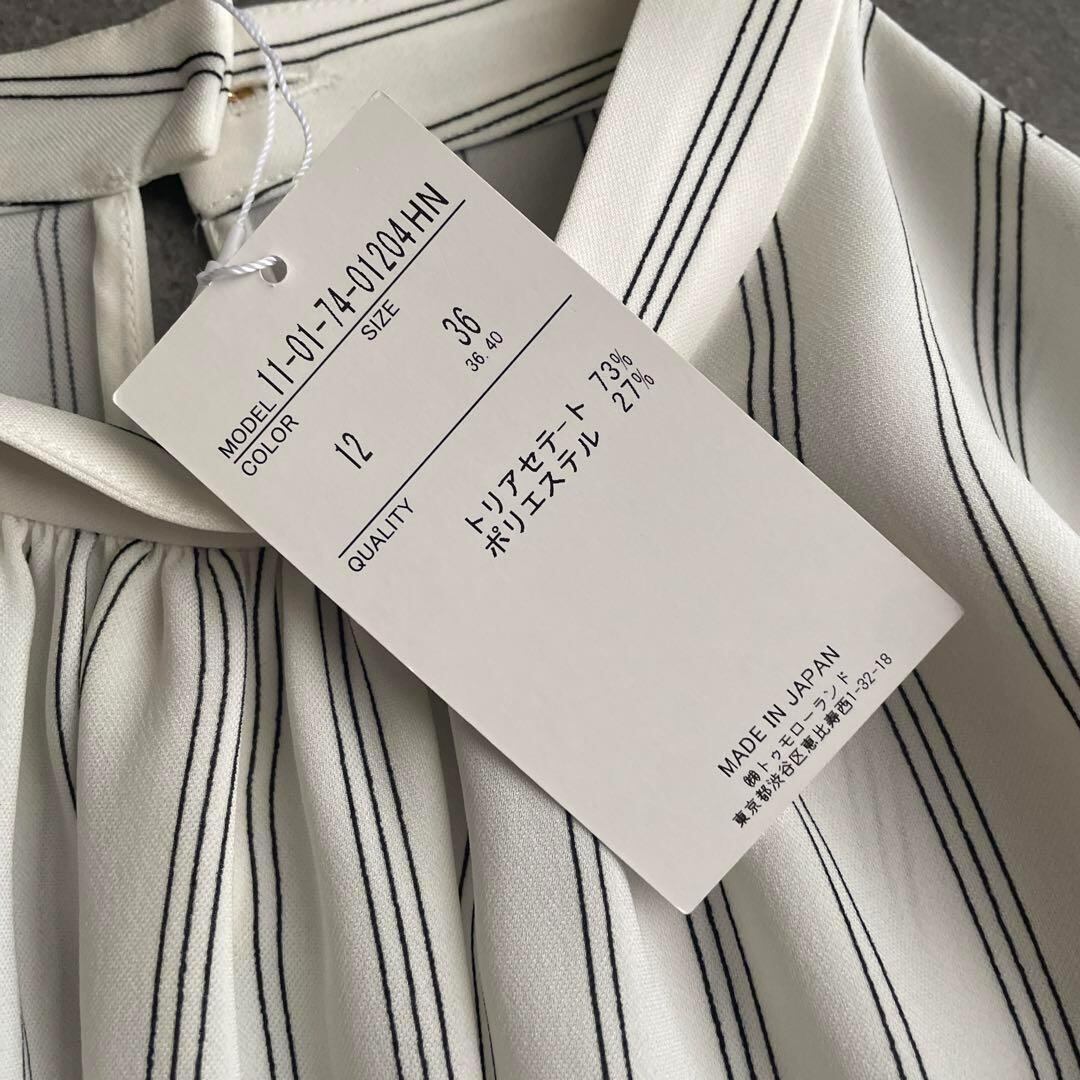 MODEL 11-01-74-01204HN
COLOR SIZE
12 36
36.40
QUALITY
トリアセテート 73%
ポリエステル 27%
MADE IN JAPAN
㈱トゥモローランド
東京都渋谷区恵比寿西1-32-18